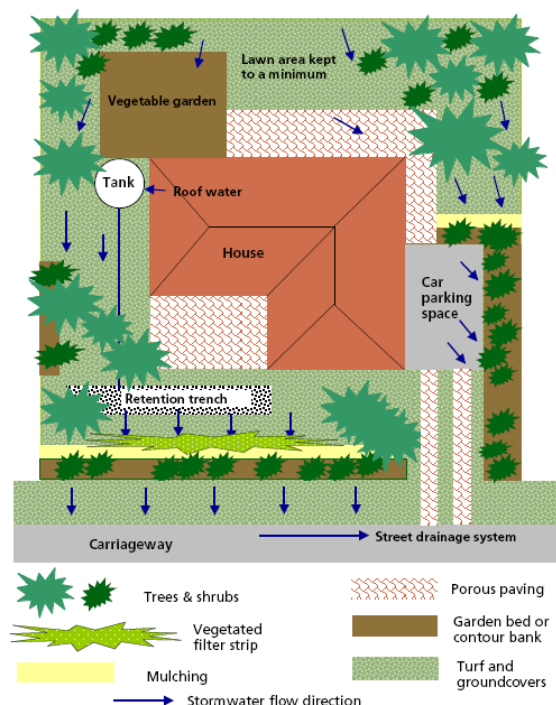 Lawn area kept
to a minimum
Vegetable garden
Tank
Roof water
House
Car
parking
space
Retention trench
Carriageway
Street drainage system
Trees & shrubs
Porous paving
Vegetated
filter strip
Garden bed or
contour bank
Mulching
Turf and
groundcovers
Stormwater flow direction